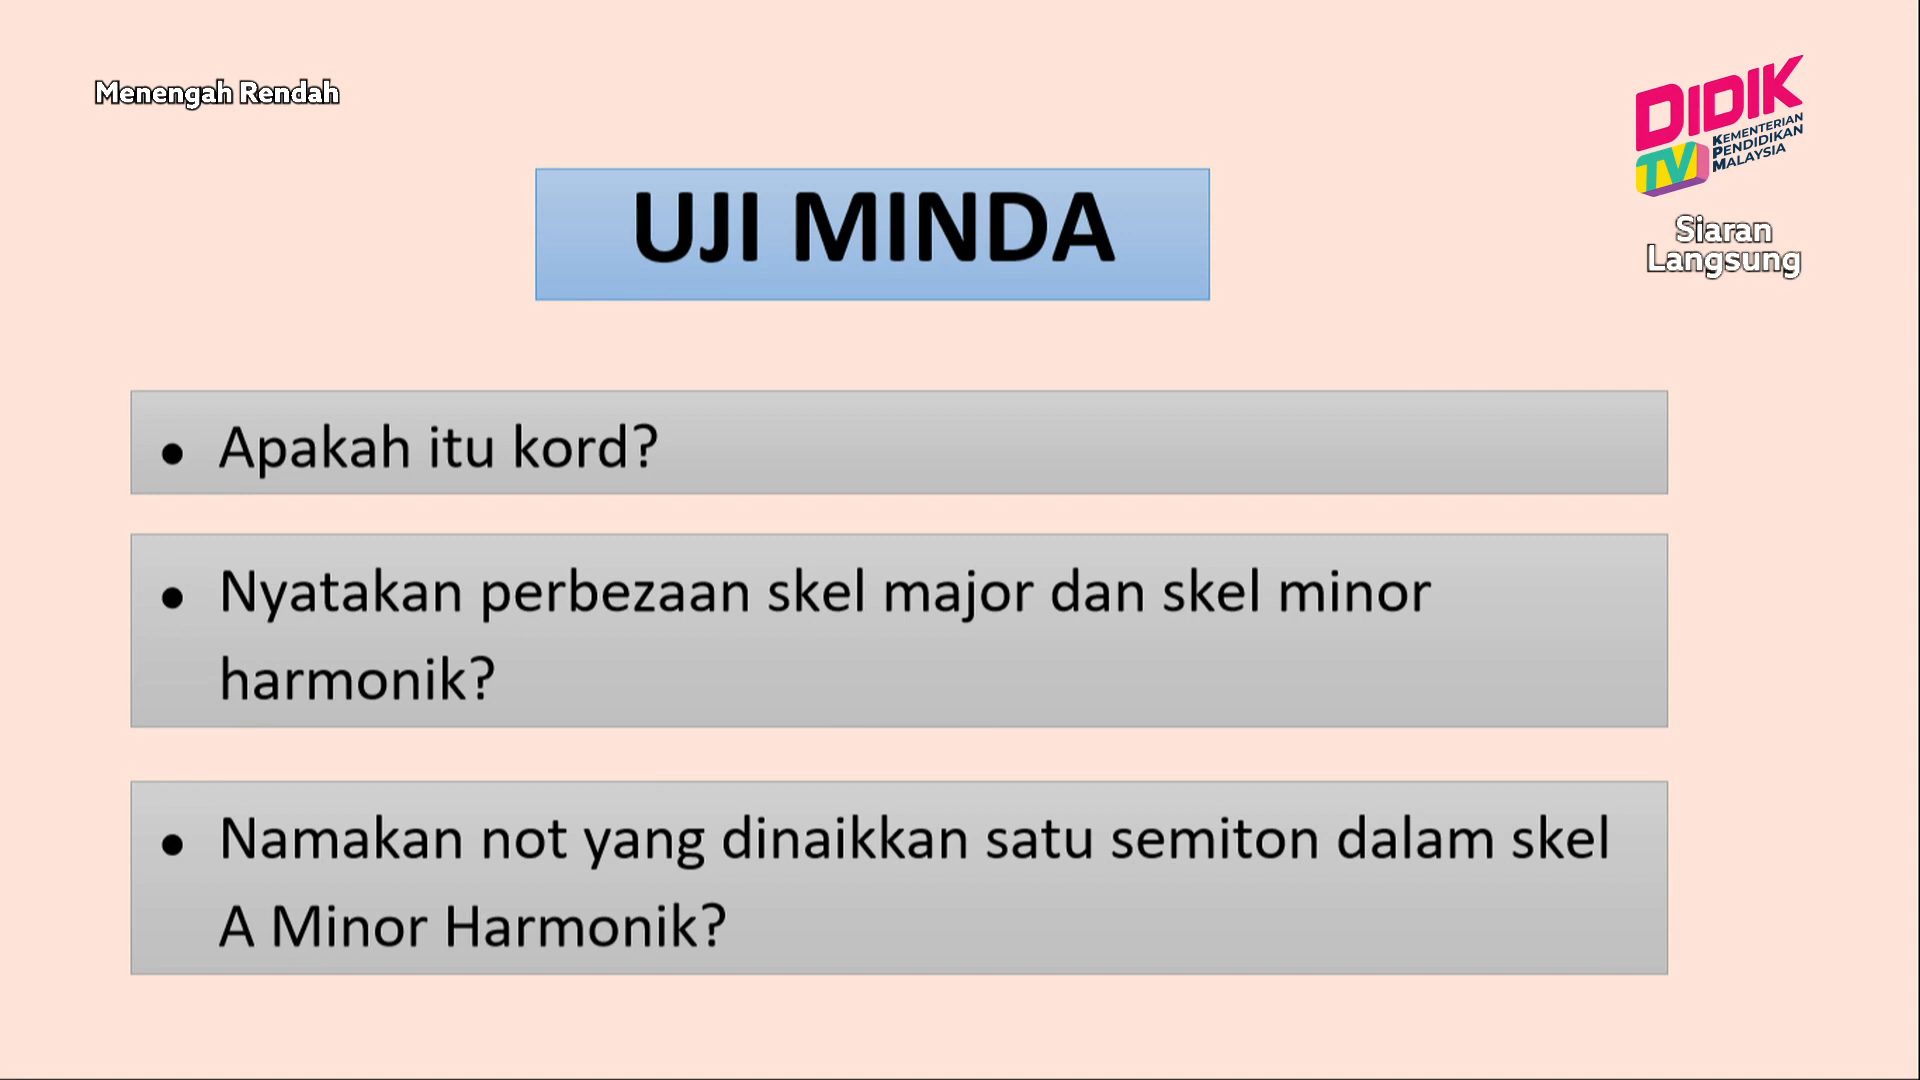 Menengah Rendah
DIDIK
TV
KEMENTERIAN
PENDIDIKAN
MALAYSIA
Siaran
Langsung
UJI MINDA
• Apakah itu kord?
• Nyatakan perbezaan skel major dan skel minor
harmonik?
• Namakan not yang dinaikkan satu semiton dalam skel
A Minor Harmonik?